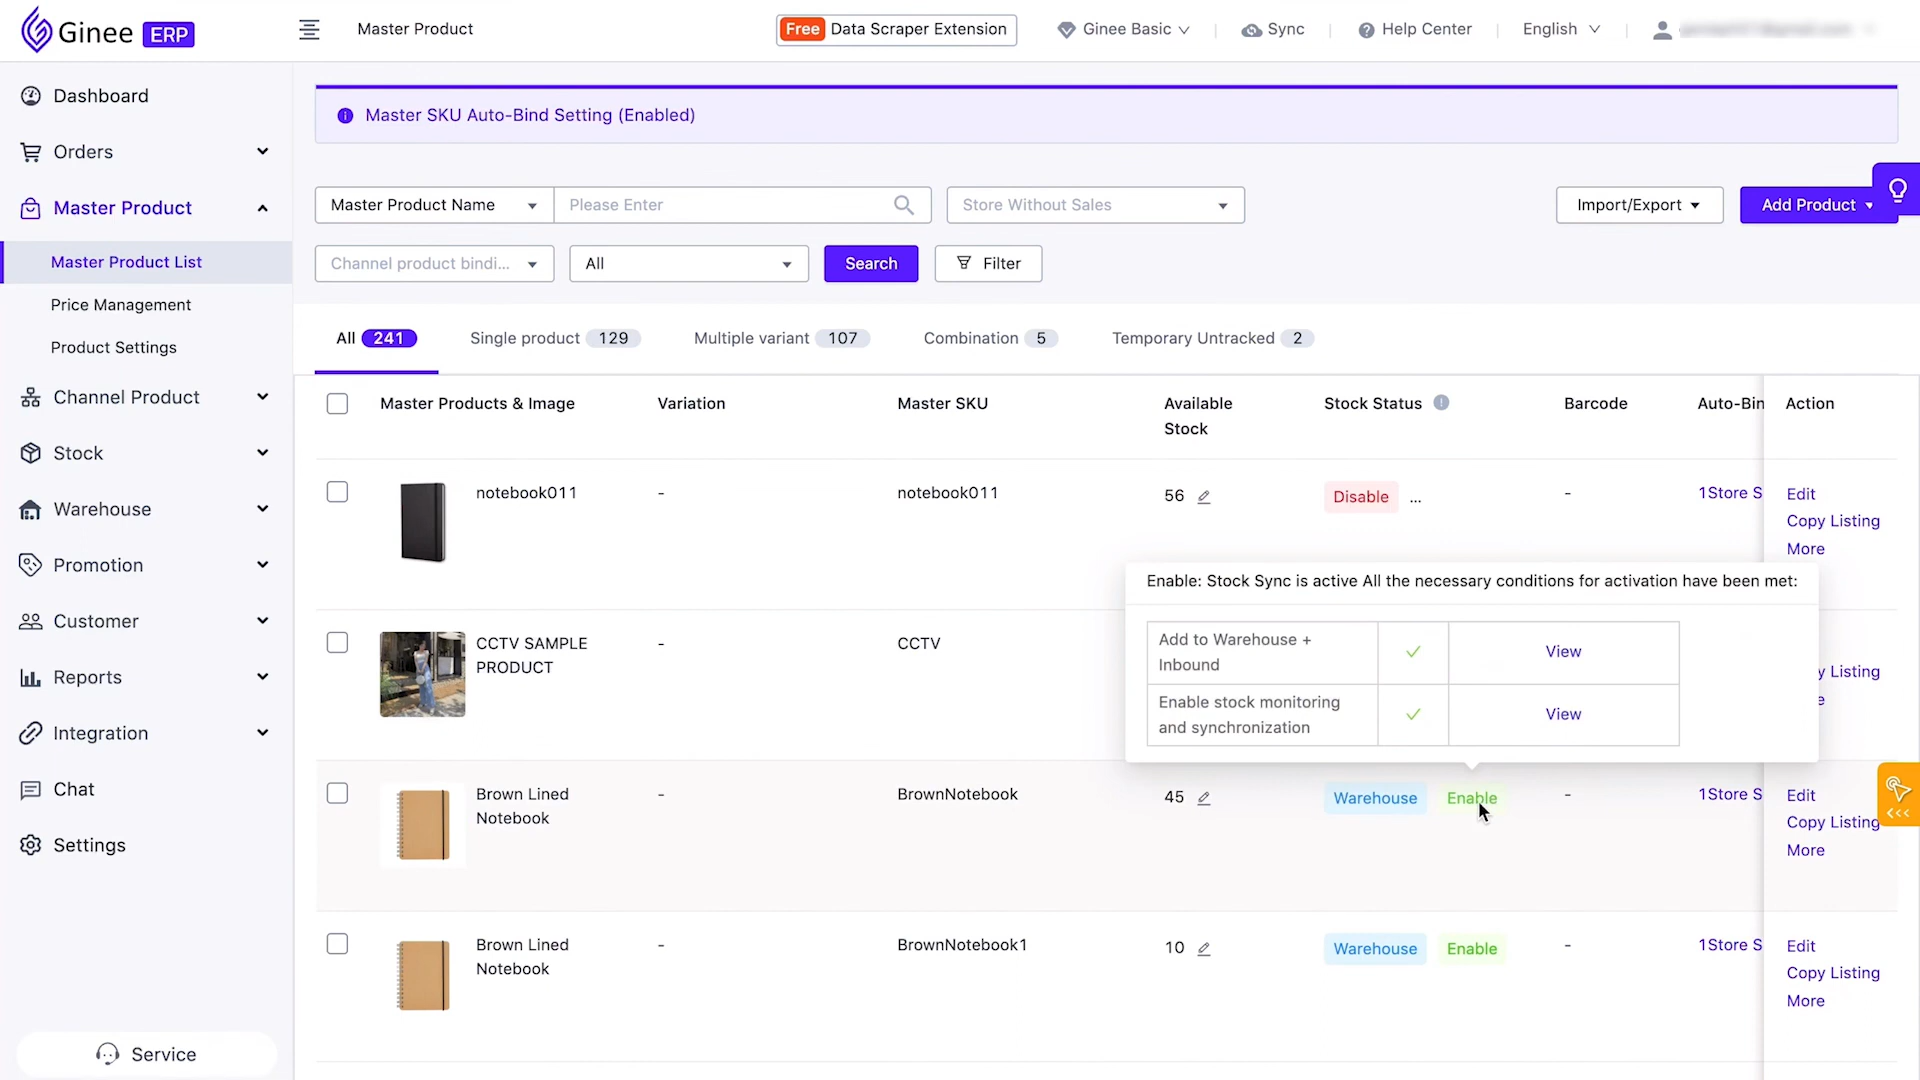 Ginee ERP
Master Product
Free Data Scraper Extension
Ginee Basic
Sync
Help Center
English
Dashboard
Orders
Master Product
Master Product List
Price Management
Product Settings
Channel Product
Stock
Warehouse
Promotion
Customer
Reports
Integration
Chat
Settings
Service
Master SKU Auto-Bind Setting (Enabled)
Master Product Name
Please Enter
Store Without Sales
Import/Export
Add Product
Channel product bindi...
All
Search
Filter
All 241
Single product 129
Multiple variant 107
Combination 5
Temporary Untracked 2
Master Products & Image
Variation
Master SKU
Available
Stock
Stock Status
Barcode
Auto-Bin
Action
notebook011
-
notebook011
56
Disable ...
-
1Store S
Edit
Copy Listing
More
Enable: Stock Sync is active All the necessary conditions for activation have been met:
Add to Warehouse +
Inbound
View
Enable stock monitoring
and synchronization
View
CCTV SAMPLE
PRODUCT
-
CCTV
y Listing
e
Brown Lined
Notebook
-
BrownNotebook
45
Warehouse
Enable
-
1Store S
Edit
Copy Listing
More
Brown Lined
Notebook
-
BrownNotebook1
10
Warehouse
Enable
-
1Store S
Edit
Copy Listing
More